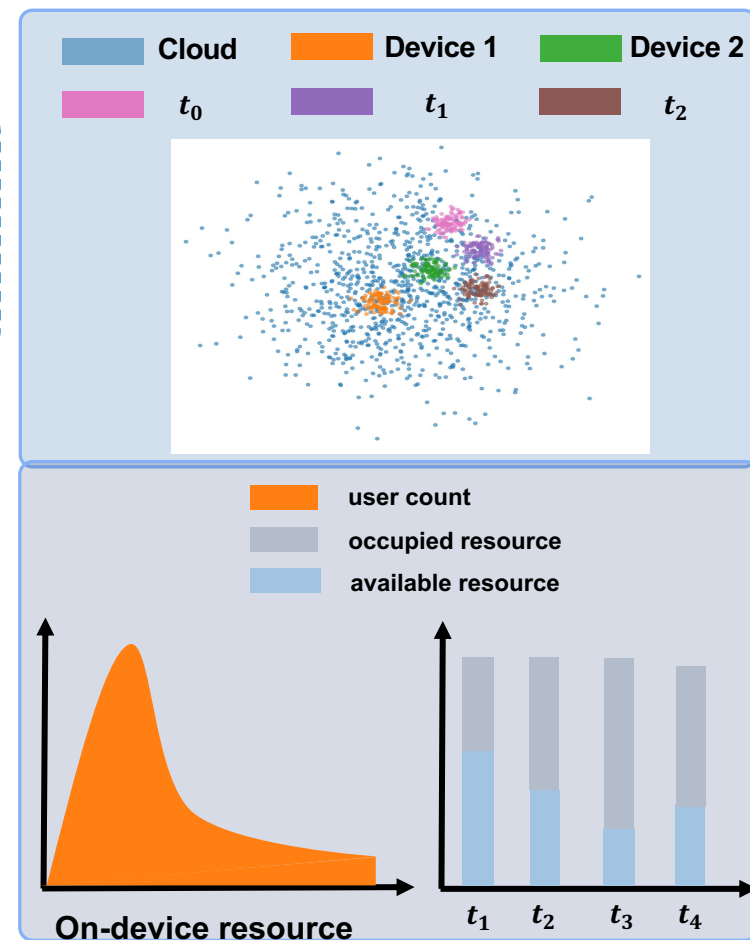 Cloud Device 1 Device 2
t₀ t₁ t₂
user count
occupied resource
available resource
t₁ t₂ t₃ t₄
On-device resource